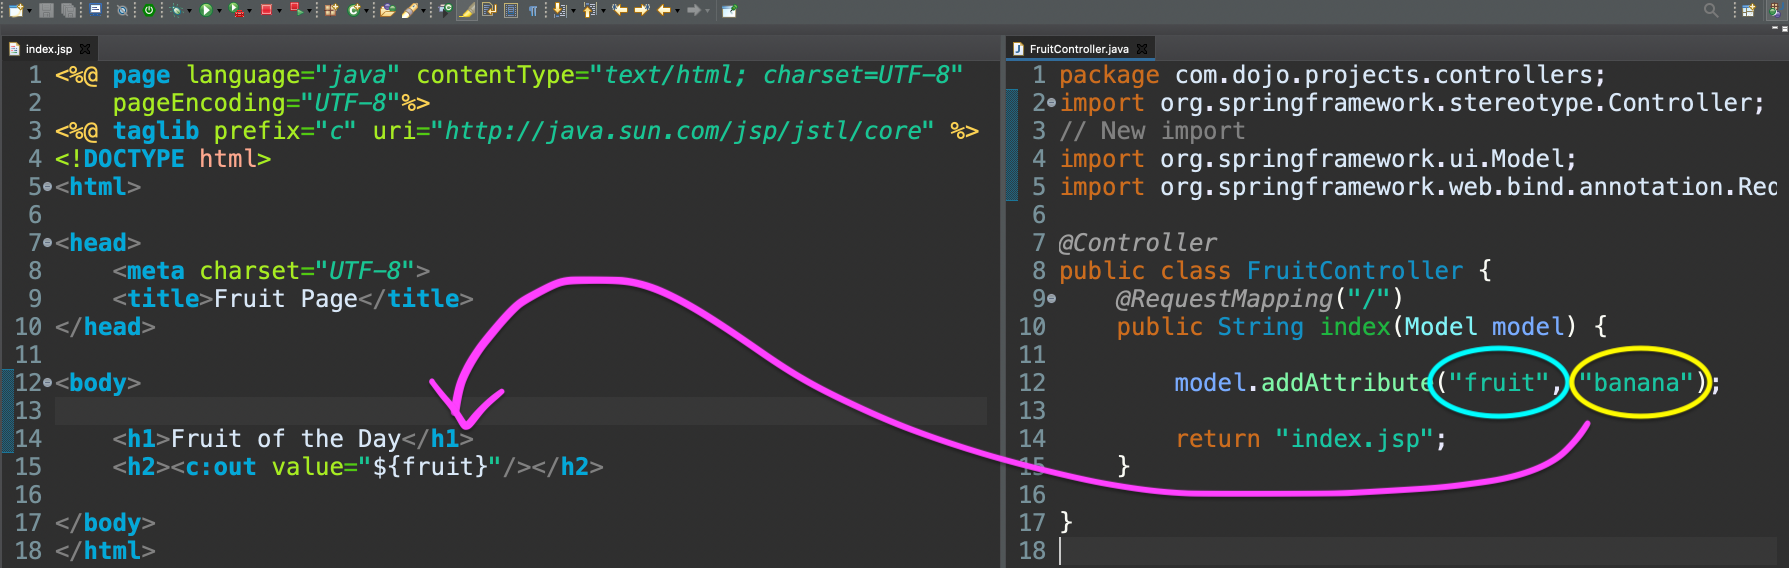 index.jsp
1 <%@ page language="java" contentType="text/html; charset=UTF-8"
2     pageEncoding="UTF-8"%>
3 <%@ taglib prefix="c" uri="http://java.sun.com/jsp/jstl/core" %>
4 <!DOCTYPE html>
5 <html>
6
7 <head>
8     <meta charset="UTF-8">
9     <title>Fruit Page</title>
10 </head>
11
12 <body>
13
14     <h1>Fruit of the Day</h1>
15     <h2><c:out value="${fruit}"/></h2>
16
17 </body>
18 </html>
FruitController.java
1 package com.dojo.projects.controllers;
2 import org.springframework.stereotype.Controller;
3 // New import
4 import org.springframework.ui.Model;
5 import org.springframework.web.bind.annotation.Req
6
7 @Controller
8 public class FruitController {
9     @RequestMapping("/")
10     public String index(Model model) {
11
12         model.addAttribute("fruit", "banana");
13
14         return "index.jsp";
15     }
16
17 }
18